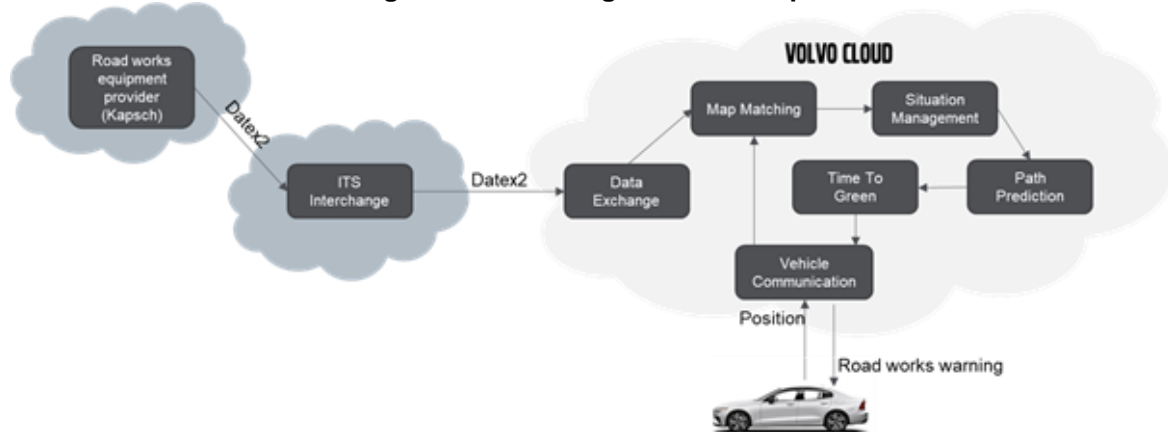 VOLVO CLOUD
Road works
equipment
provider
(Kapsch)
Datex2
ITS
Interchange
Datex2
Data
Exchange
Map Matching
Situation
Management
Path
Prediction
Time To
Green
Vehicle
Communication
Position
Road works warning